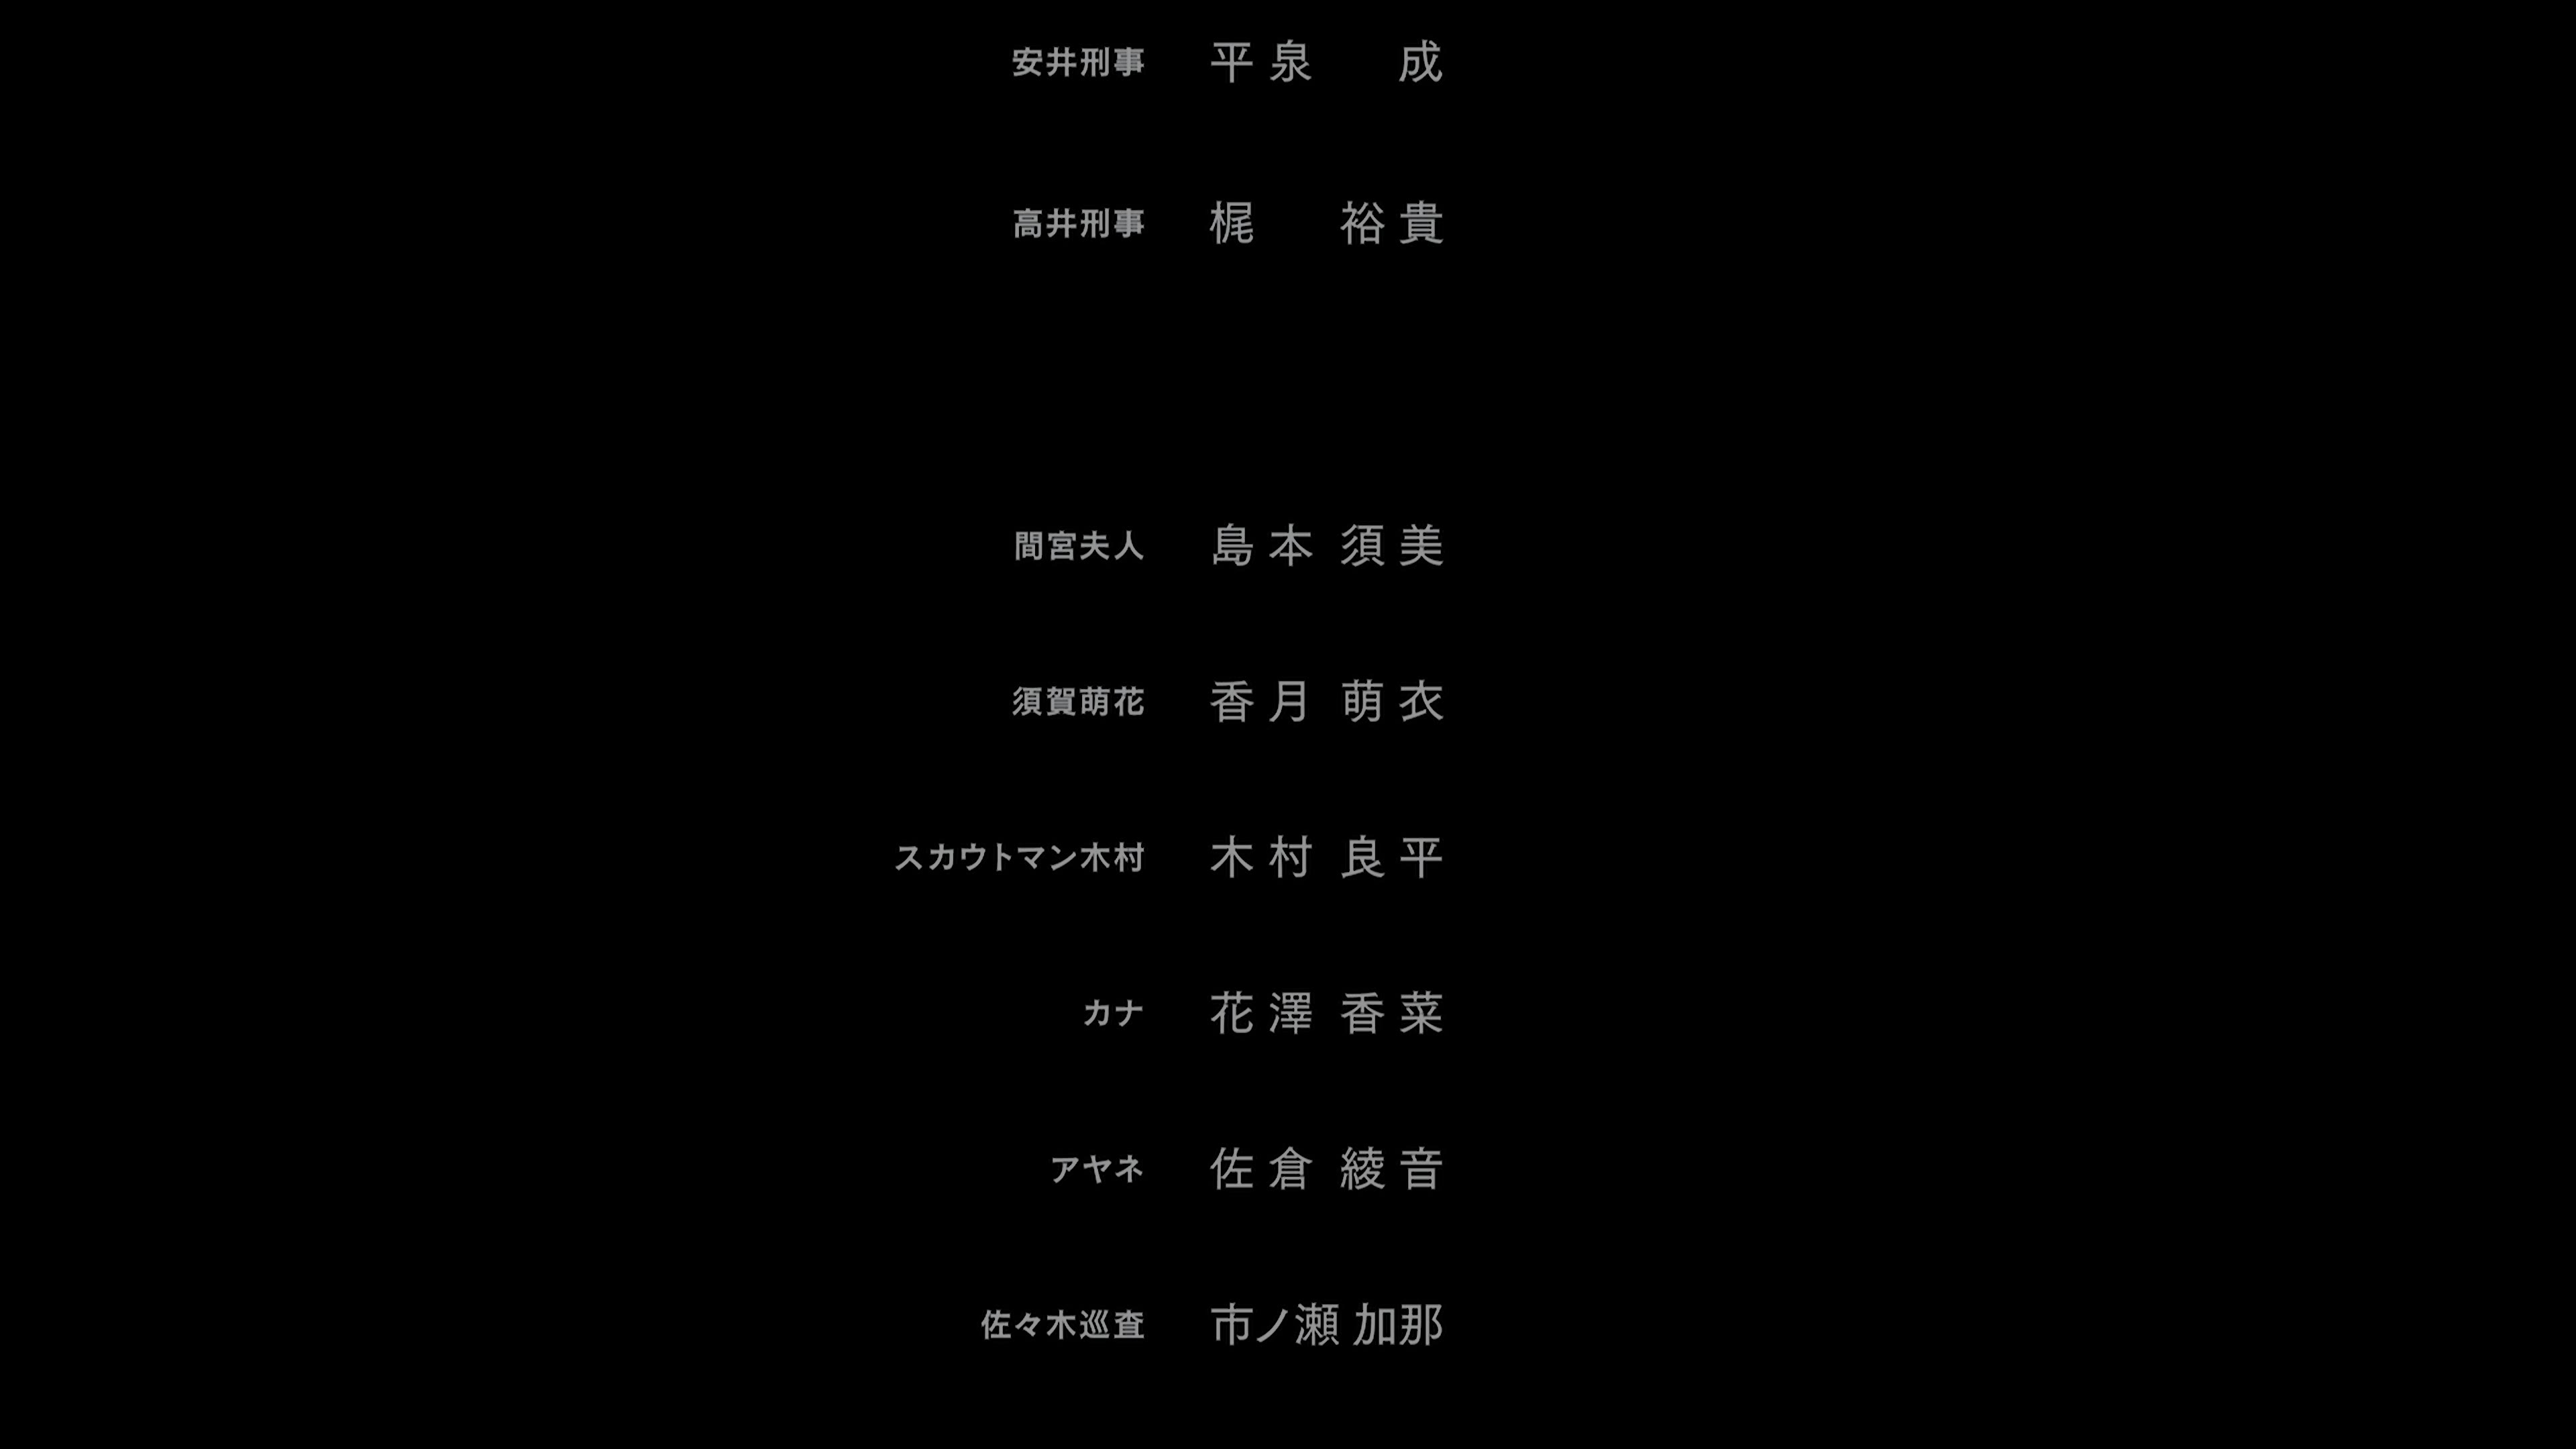 安井刑事 平泉 成
高井刑事 梶 裕貴
間宮夫人 島本 須美
須賀萌花 香月 萌衣
スカウトマン木村 木村 良平
カナ 花澤 香菜
アヤネ 佐倉 綾音
佐々木巡査 市ノ瀬 加那